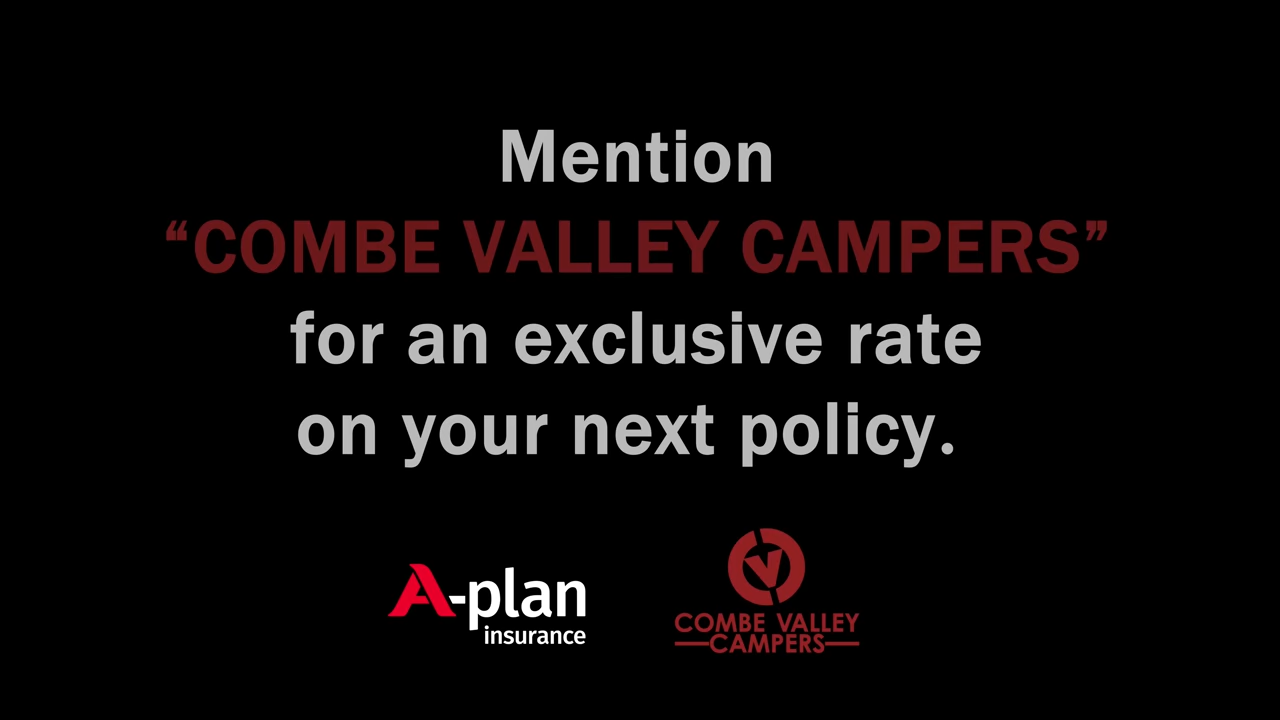 Mention
“COMBE VALLEY CAMPERS”
for an exclusive rate
on your next policy.
A-plan
insurance
COMBE VALLEY
CAMPERS